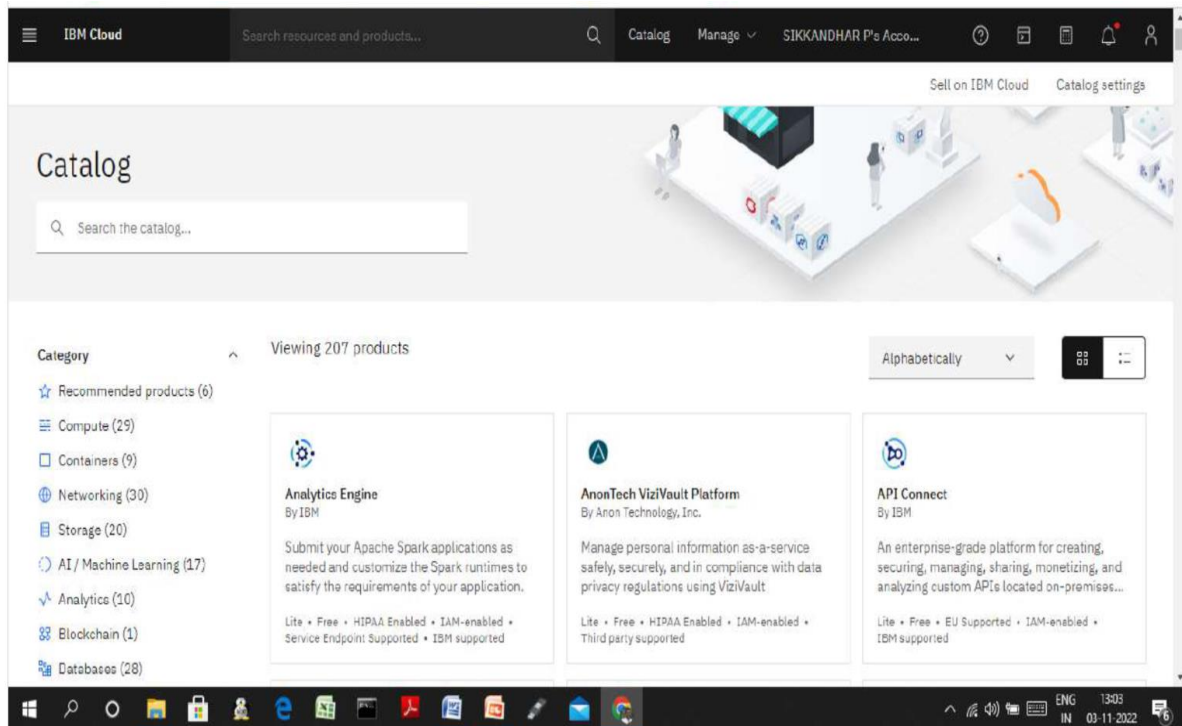 IBM Cloud
Search resources and products...
Catalog
Manage
SIKKANDHAR P's Acco...
Sell on IBM Cloud
Catalog settings
Catalog
Search the catalog...
Category
Recommended products (6)
Compute (29)
Containers (9)
Networking (30)
Storage (20)
AI / Machine Learning (17)
Analytics (10)
Blockchain (1)
Databases (28)
Viewing 207 products
Alphabetically
Analytics Engine
By IBM
Submit your Apache Spark applications as
needed and customize the Spark runtimes to
satisfy the requirements of your application.
Lite • Free • HIPAA Enabled • IAM-enabled •
Service Endpoint Supported • IBM supported
AnonTech ViziVault Platform
By Anon Technology, Inc.
Manage personal information as-a-service
safely, securely, and in compliance with data
privacy regulations using ViziVault
Lite • Free • HIPAA Enabled • IAM-enabled •
Third party supported
API Connect
By IBM
An enterprise-grade platform for creating,
securing, managing, sharing, monetizing, and
analyzing custom APIs located on-premises...
Lite • Free • EU Supported • IAM-enabled •
IBM supported
ENG
IN
13:03
03-11-2022
6